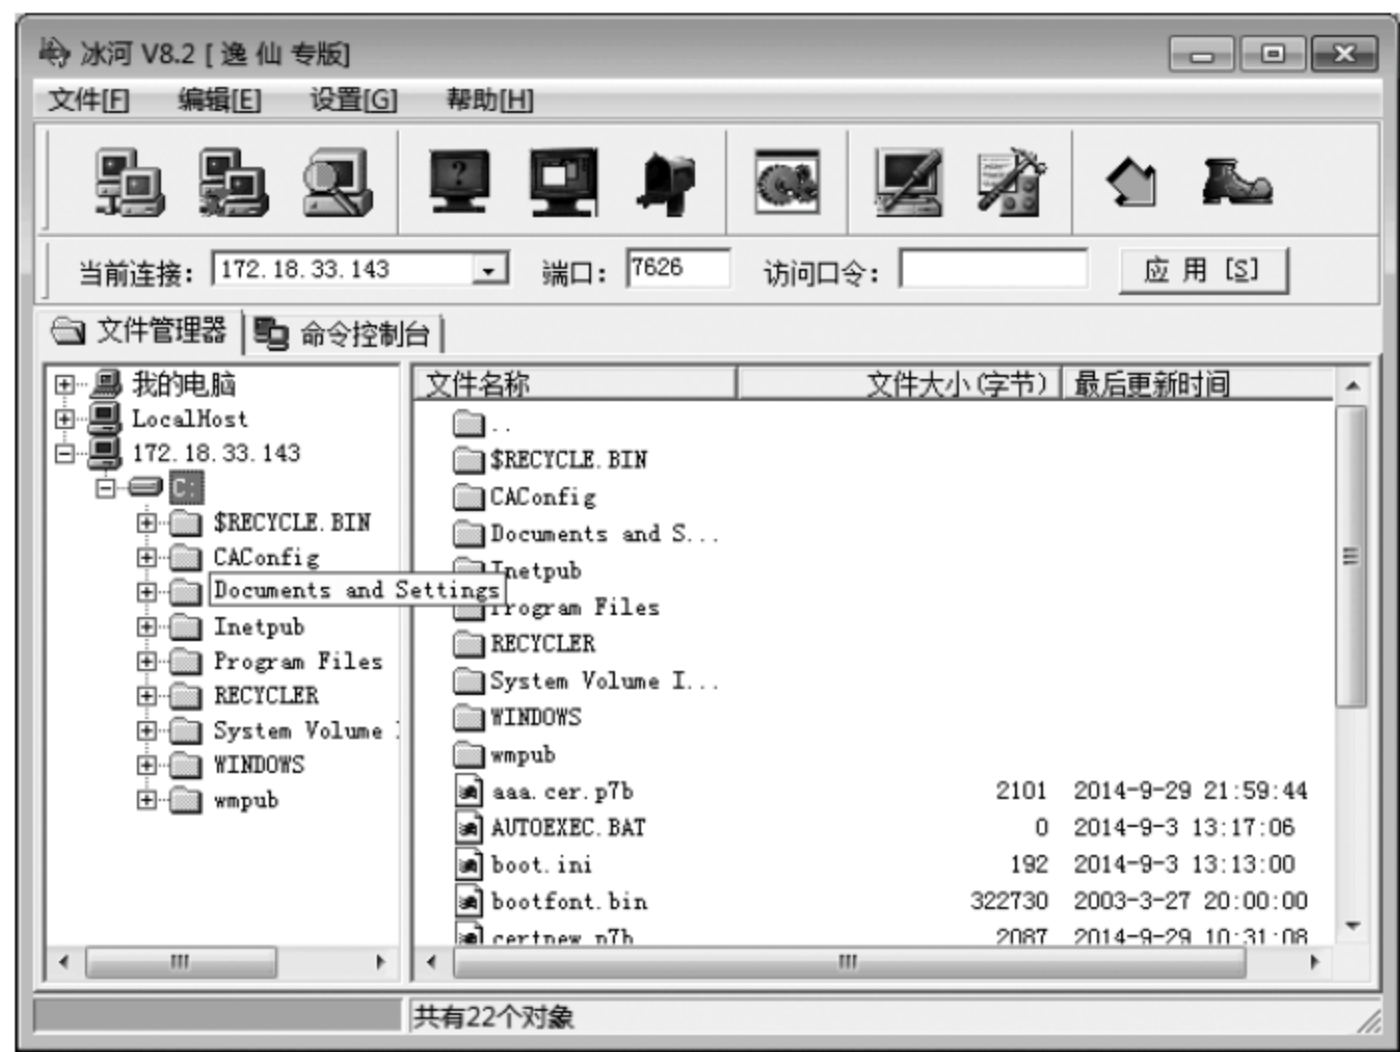 冰河 V8.2 [ 逸 仙 专版]
文件[F] 编辑[E] 设置[G] 帮助[H]
当前连接: 172.18.33.143 端口: 7626 访问口令: 应 用 [S]
文件管理器 命令控制台
我的电脑
LocalHost
172.18.33.143
C:
$RECYCLE.BIN
CAConfig
Documents and Settings
Inetpub
Program Files
RECYCLER
System Volume
WINDOWS
wmpub
文件名称 文件大小(字节) 最后更新时间
..
$RECYCLE.BIN
CAConfig
Documents and S...
Inetpub
Program Files
RECYCLER
System Volume I...
WINDOWS
wmpub
aaa.cer.p7b 2101 2014-9-29 21:59:44
AUTOEXEC.BAT 0 2014-9-3 13:17:06
boot.ini 192 2014-9-3 13:13:00
bootfont.bin 322730 2003-3-27 20:00:00
certnew.p7b 2087 2014-9-29 10:31:08
共有22个对象